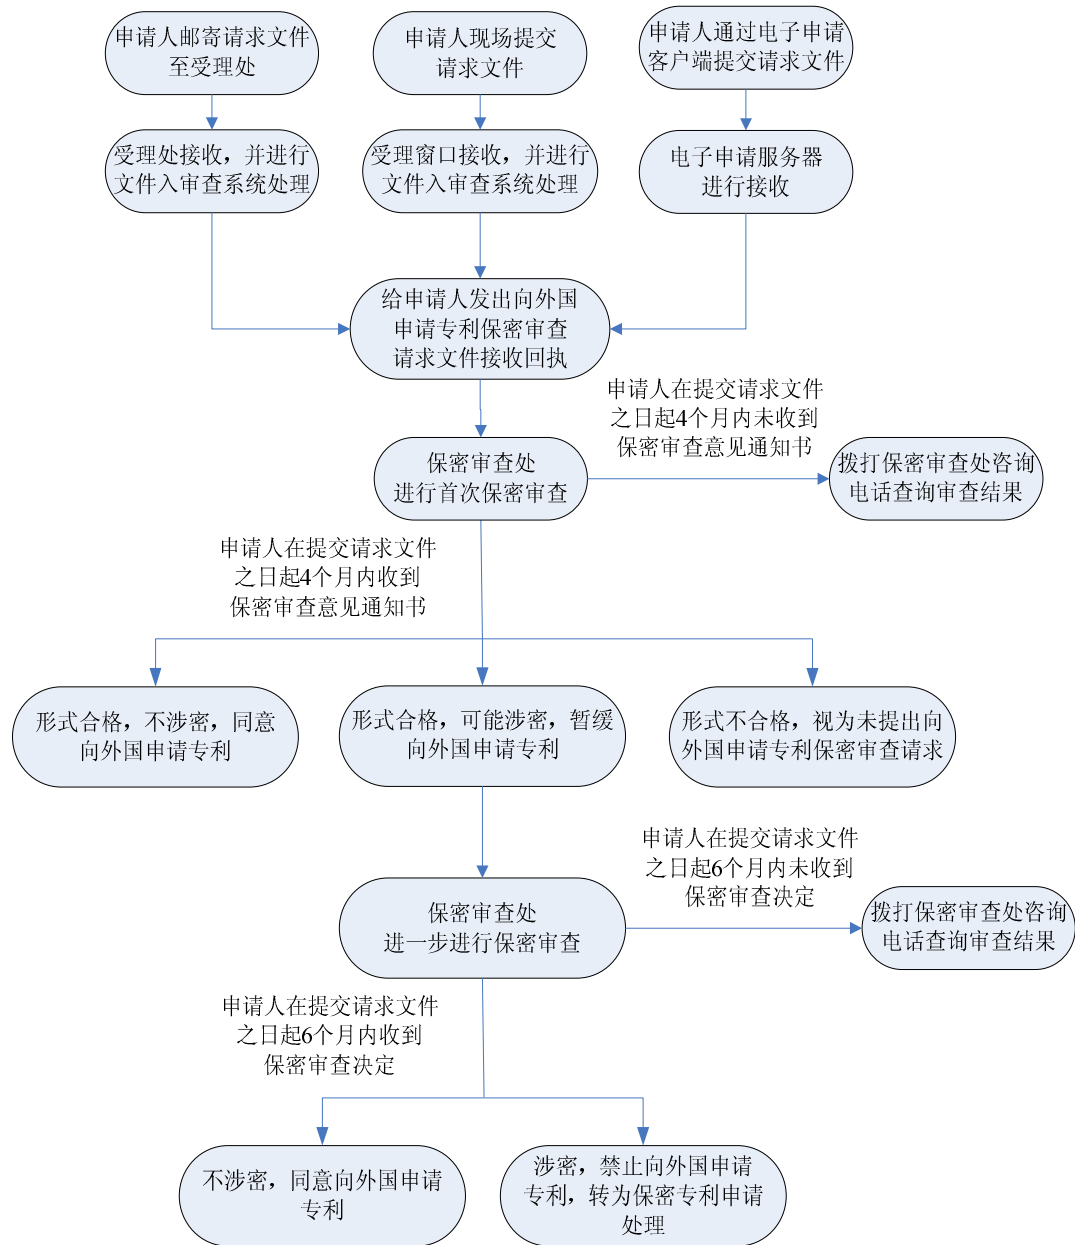 申请人邮寄请求文件
至受理处
申请人现场提交
请求文件
申请人通过电子申请
客户端提交请求文件
受理处接收，并进行
文件入审查系统处理
受理窗口接收，并进行
文件入审查系统处理
电子申请服务器
进行接收
给申请人发出向外国
申请专利保密审查
请求文件接收回执
申请人在提交请求文件
之日起4个月内未收到
保密审查意见通知书
保密审查处
进行首次保密审查
拨打保密审查处咨询
电话查询审查结果
申请人在提交请求文件
之日起4个月内收到
保密审查意见通知书
形式合格，不涉密，同意
向外国申请专利
形式合格，可能涉密，暂缓
向外国申请专利
形式不合格，视为未提出向
外国申请专利保密审查请求
申请人在提交请求文件
之日起6个月内未收到
保密审查决定
保密审查处
进一步进行保密审查
拨打保密审查处咨询
电话查询审查结果
申请人在提交请求文件
之日起6个月内收到
保密审查决定
不涉密，同意向外国申请
专利
涉密，禁止向外国申请
专利，转为保密专利申请
处理